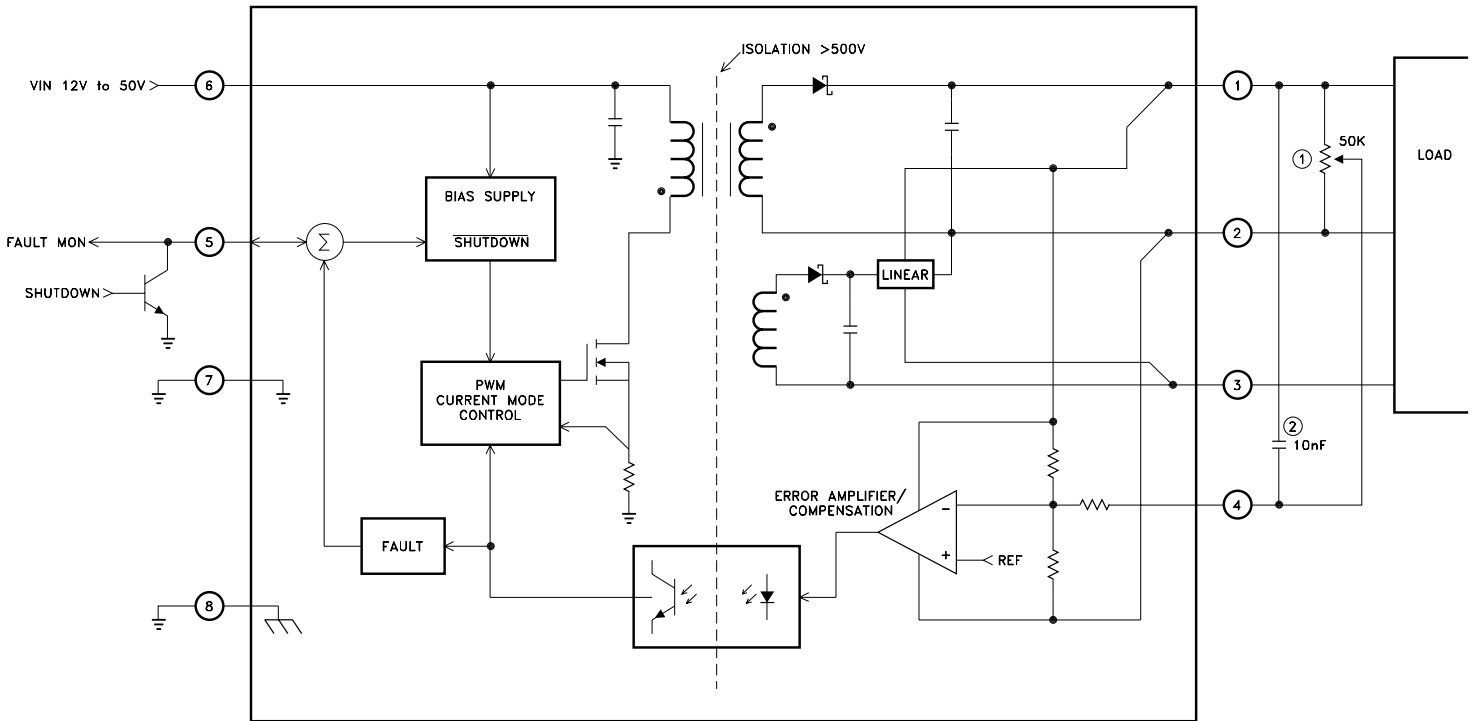 ISOLATION >500V
VIN 12V to 50V
6
1
50K
1
LOAD
BIAS SUPPLY
SHUTDOWN
FAULT MON
5
Σ
2
SHUTDOWN
LINEAR
7
PWM
CURRENT MODE
CONTROL
3
2
10nF
ERROR AMPLIFIER/
COMPENSATION
-
4
FAULT
+
REF
8